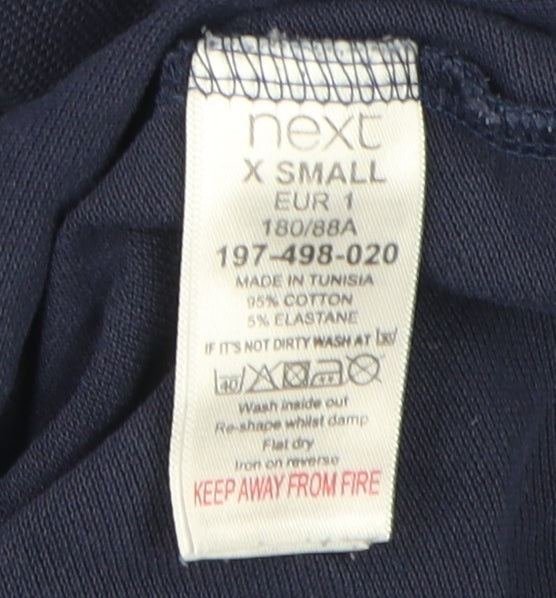 next
X SMALL
EUR 1
180/88A
197-498-020
MADE IN TUNISIA
95% COTTON
5% ELASTANE
IF IT'S NOT DIRTY WASH AT 30
40
Wash inside out
Re-shape whilst damp
Flat dry
Iron on reverse
KEEP AWAY FROM FIRE